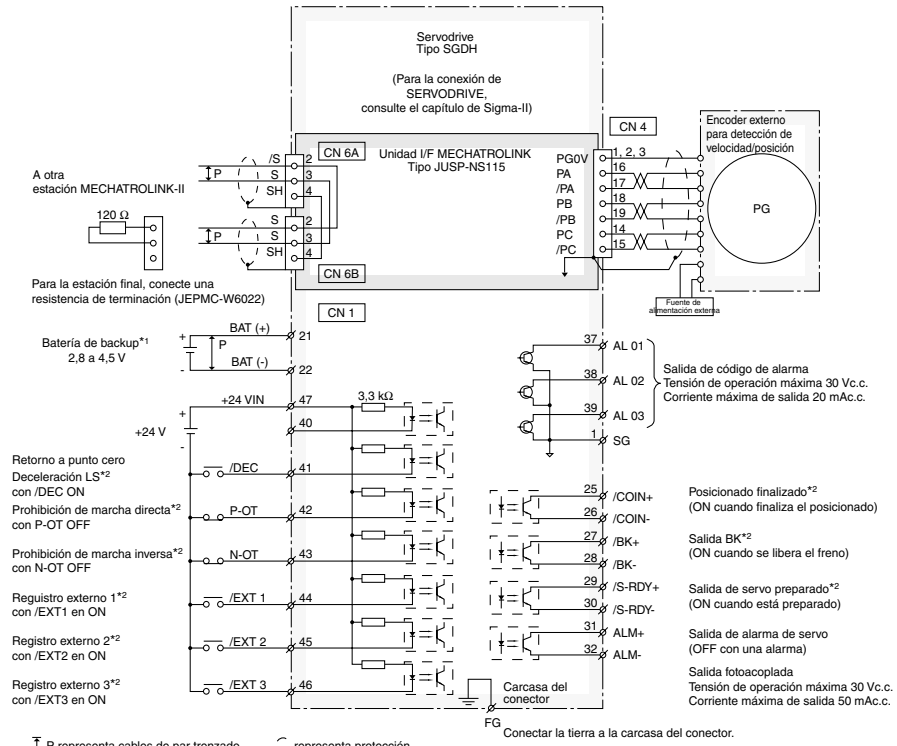 Servodrive
Tipo SGDH
(Para la conexión de
SERVODRIVE,
consulte el capítulo de Sigma-II)
CN 4
Encoder externo
para detección de
velocidad/posición
PG
Fuente de
alimentación externa
CN 6A
Unidad I/F MECHATROLINK
Tipo JUSP-NS115
PG0V 1, 2, 3
PA 16
/PA 17
PB 18
/PB 19
PC 14
/PC 15
A otra
estación MECHATROLINK-II
P
/S 2
S 3
SH 4
120 Ω
P
S 2
S 3
SH 4
CN 6B
Para la estación final, conecte una
resistencia de terminación (JEPMC-W6022)
CN 1
Batería de backup*1
2,8 a 4,5 V
+
-
P
BAT (+) 21
BAT (-) 22
+24 V
+
-
+24 VIN 47
3,3 kΩ
40
Retorno a punto cero
Deceleración LS*2
con /DEC ON
/DEC 41
Prohibición de marcha directa*2
con P-OT OFF
P-OT 42
Prohibición de marcha inversa*2
con N-OT OFF
N-OT 43
Reguistro externo 1*2
con /EXT1 en ON
/EXT 1 44
Registro externo 2*2
con /EXT2 en ON
/EXT 2 45
Registro externo 3*2
con /EXT3 en ON
/EXT 3 46
37 AL 01
38 AL 02
39 AL 03
1 SG
Salida de código de alarma
Tensión de operación máxima 30 Vc.c.
Corriente máxima de salida 20 mAc.c.
25 /COIN+
26 /COIN-
Posicionado finalizado*2
(ON cuando finaliza el posicionado)
27 /BK+
28 /BK-
Salida BK*2
(ON cuando se libera el freno)
29 /S-RDY+
30 /S-RDY-
Salida de servo preparado*2
(ON cuando está preparado)
31 ALM+
32 ALM-
Salida de alarma de servo
(OFF con una alarma)
Salida fotoacoplada
Tensión de operación máxima 30 Vc.c.
Corriente máxima de salida 50 mAc.c.
Carcasa del
conector
FG
Conectar la tierra a la carcasa del conector.
P representa cables de par trenzado
representa protección